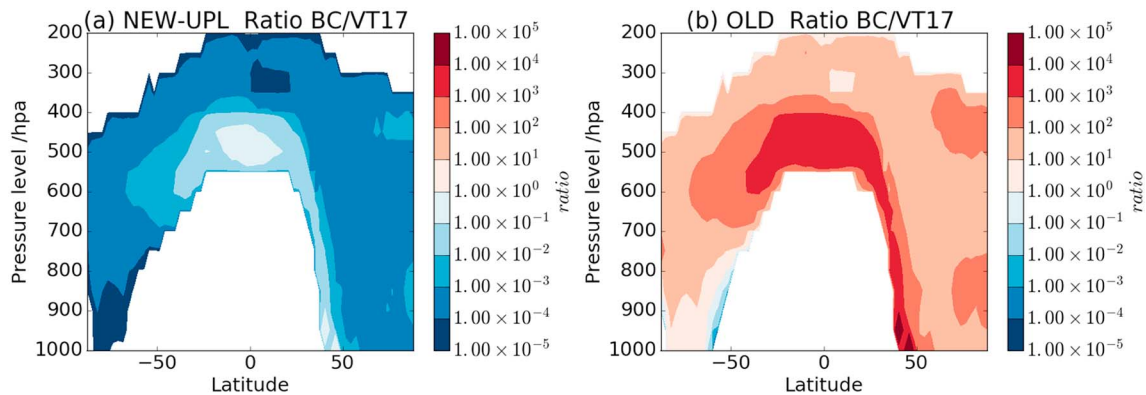 (a) NEW-UPL Ratio BC/VT17
Pressure level /hpa
200
300
400
500
600
700
800
900
1000
−50
0
50
Latitude
1.00 × 10^5
1.00 × 10^4
1.00 × 10^3
1.00 × 10^2
1.00 × 10^1
1.00 × 10^0
1.00 × 10^-1
1.00 × 10^-2
1.00 × 10^-3
1.00 × 10^-4
1.00 × 10^-5
ratio
(b) OLD Ratio BC/VT17
Pressure level /hpa
200
300
400
500
600
700
800
900
1000
−50
0
50
Latitude
1.00 × 10^5
1.00 × 10^4
1.00 × 10^3
1.00 × 10^2
1.00 × 10^1
1.00 × 10^0
1.00 × 10^-1
1.00 × 10^-2
1.00 × 10^-3
1.00 × 10^-4
1.00 × 10^-5
ratio